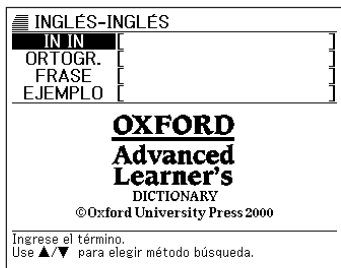 INGLÉS-INGLÉS
IN IN [ ]
ORTOGR. [ ]
FRASE [ ]
EJEMPLO [ ]
OXFORD
Advanced
Learner's
DICTIONARY
©Oxford University Press 2000
Ingrese el término.
Use ▲/▼ para elegir método búsqueda.